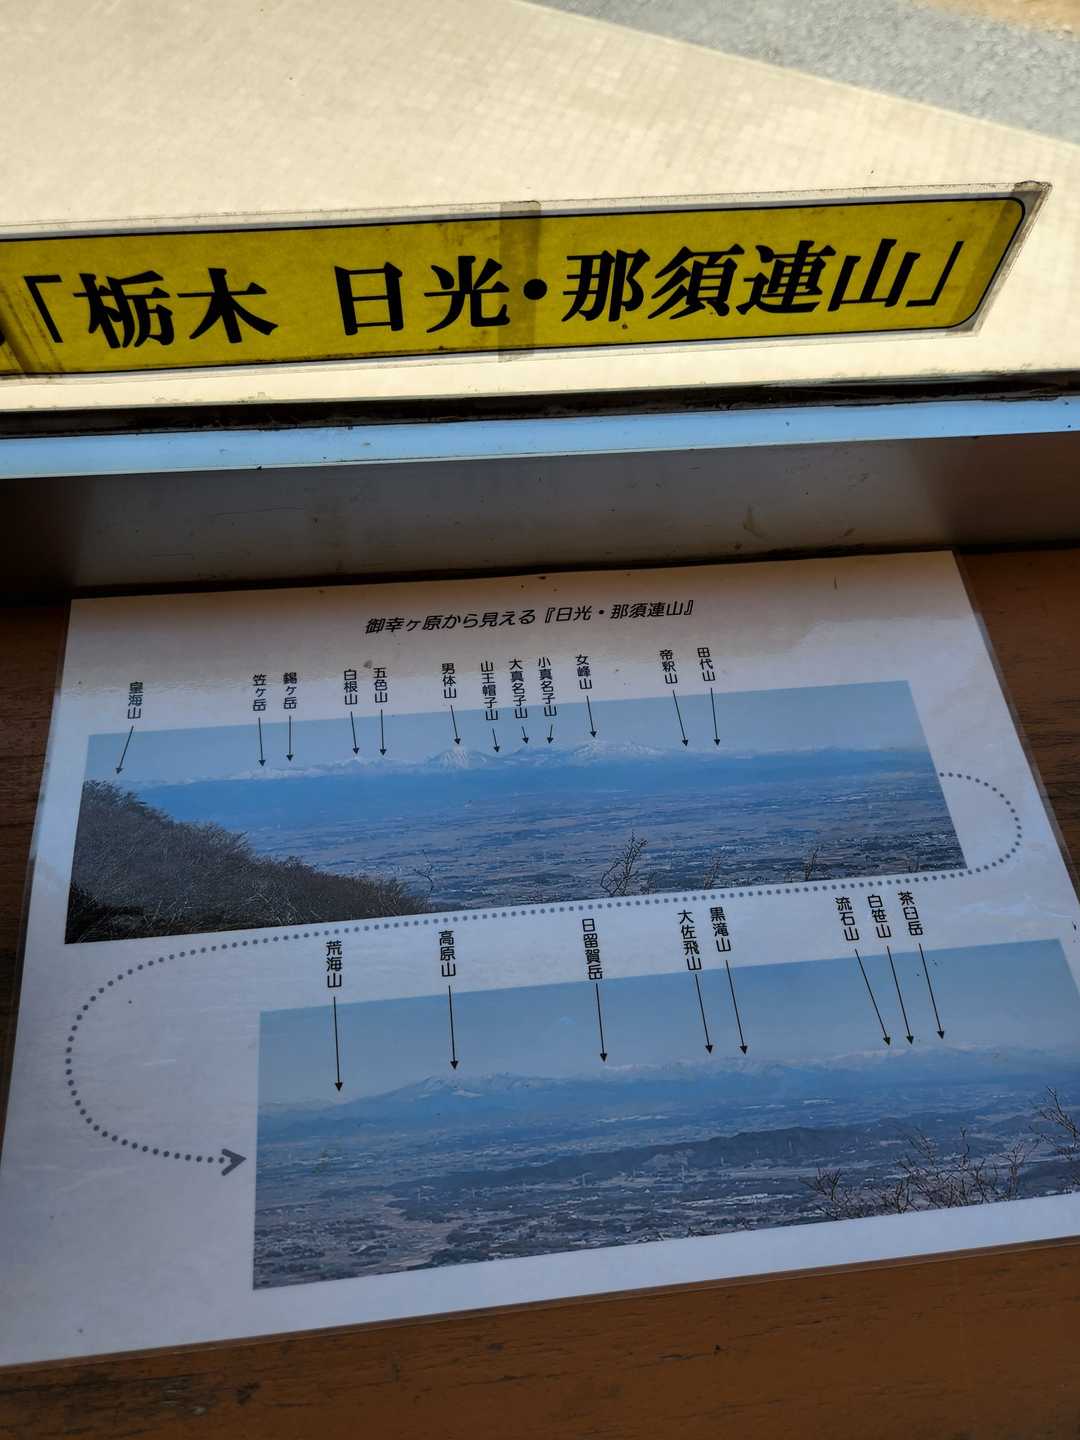 「栃木 日光・那須連山」
御幸ヶ原から見える『日光・那須連山』
皇海山
笠ヶ岳
錫ヶ岳
白根山
五色山
男体山
山王帽子山
大真名子山
小真名子山
女峰山
帝釈山
田代山
荒海山
高原山
日留賀岳
大佐飛山
黒滝山
流石山
白笹山
茶臼岳